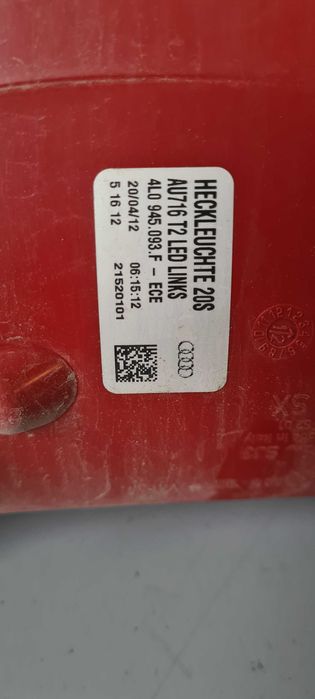 HECKLEUCHTE 20S
AU716 T2 LED LINKS
4L0 945.093.F - ECE
20/04/12 06:15:12
5 16 12 21520101
12